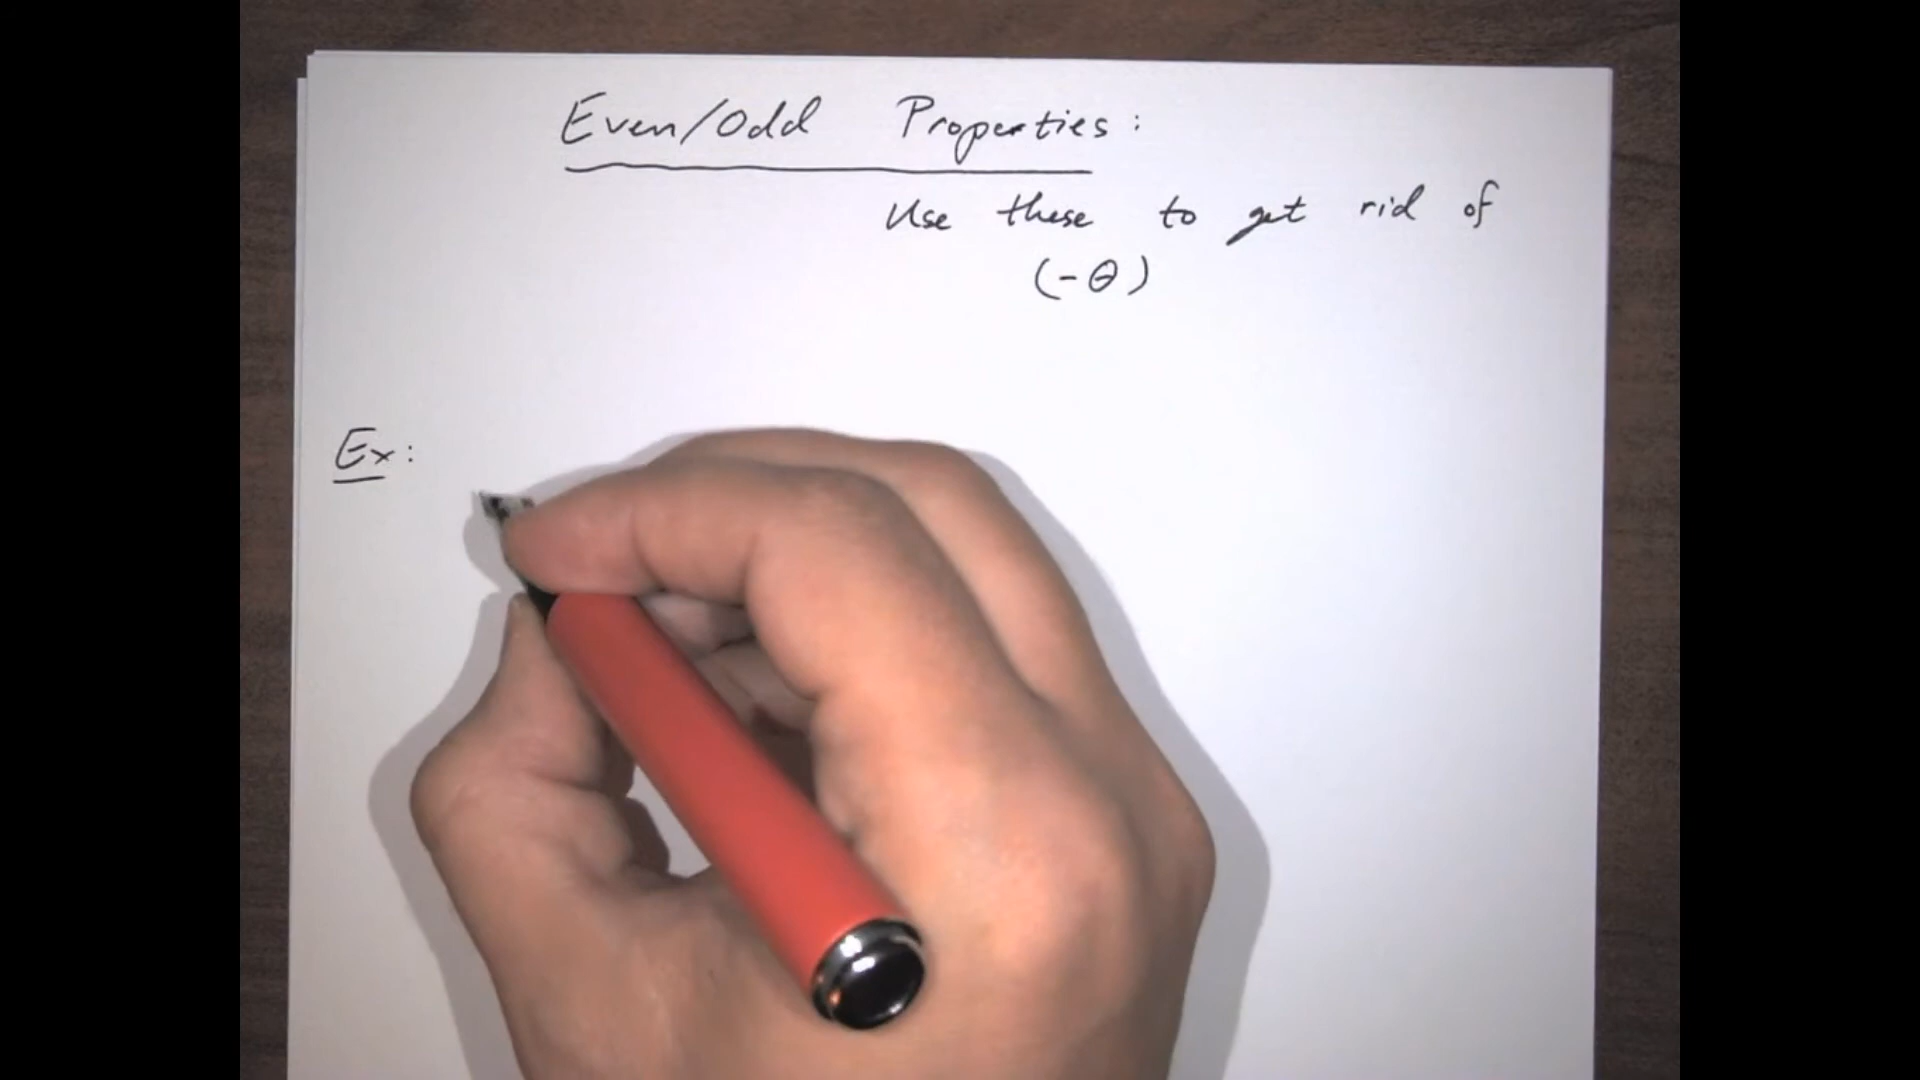 Even/Odd Properties:
Use these to get rid of
(-θ)
Ex: